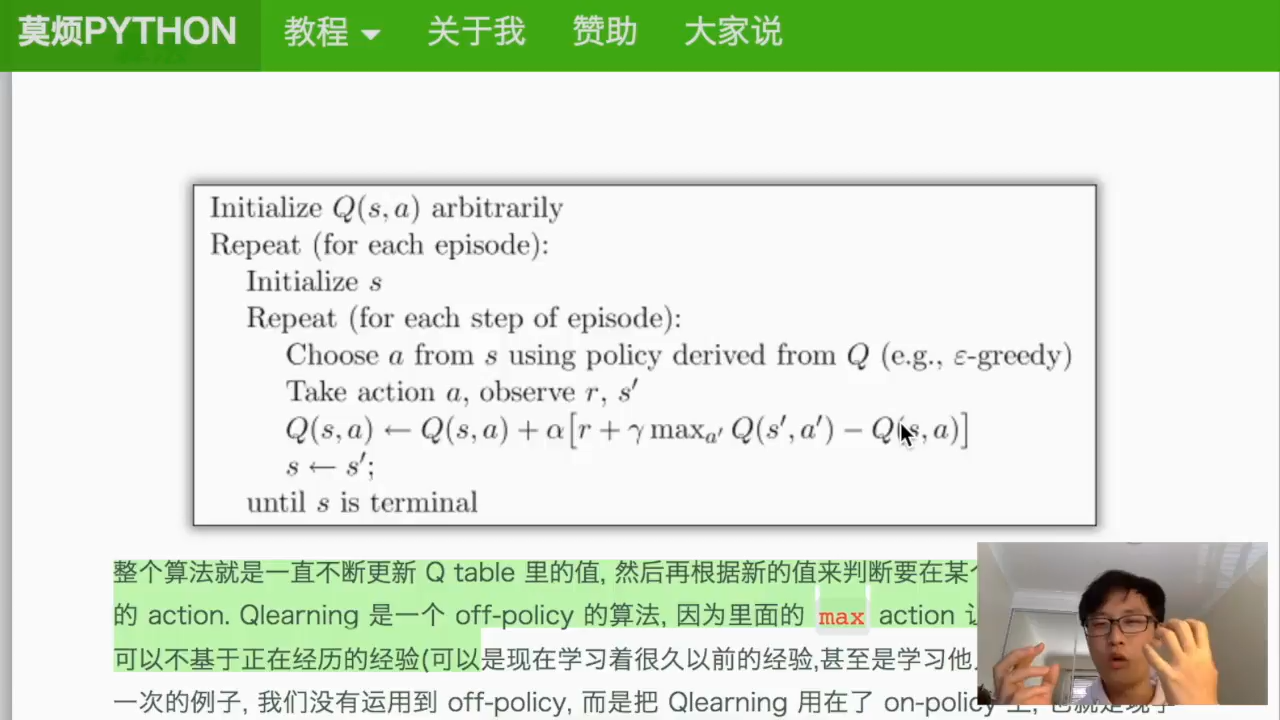 莫烦PYTHON 教程 关于我 赞助 大家说
Initialize Q(s, a) arbitrarily
Repeat (for each episode):
Initialize s
Repeat (for each step of episode):
Choose a from s using policy derived from Q (e.g., ε-greedy)
Take action a, observe r, s′
Q(s, a) ← Q(s, a) + α[r + γ maxₐ′ Q(s′, a′) − Q(s, a)]
s ← s′;
until s is terminal
整个算法就是一直不断更新 Q table 里的值, 然后再根据新的值来判断要在某
的 action. Qlearning 是一个 off-policy 的算法, 因为里面的 max action
可以不基于正在经历的经验(可以是现在学习着很久以前的经验,甚至是学习他
一次的例子, 我们没有运用到 off-policy, 而是把 Qlearning 用在了 on-policy